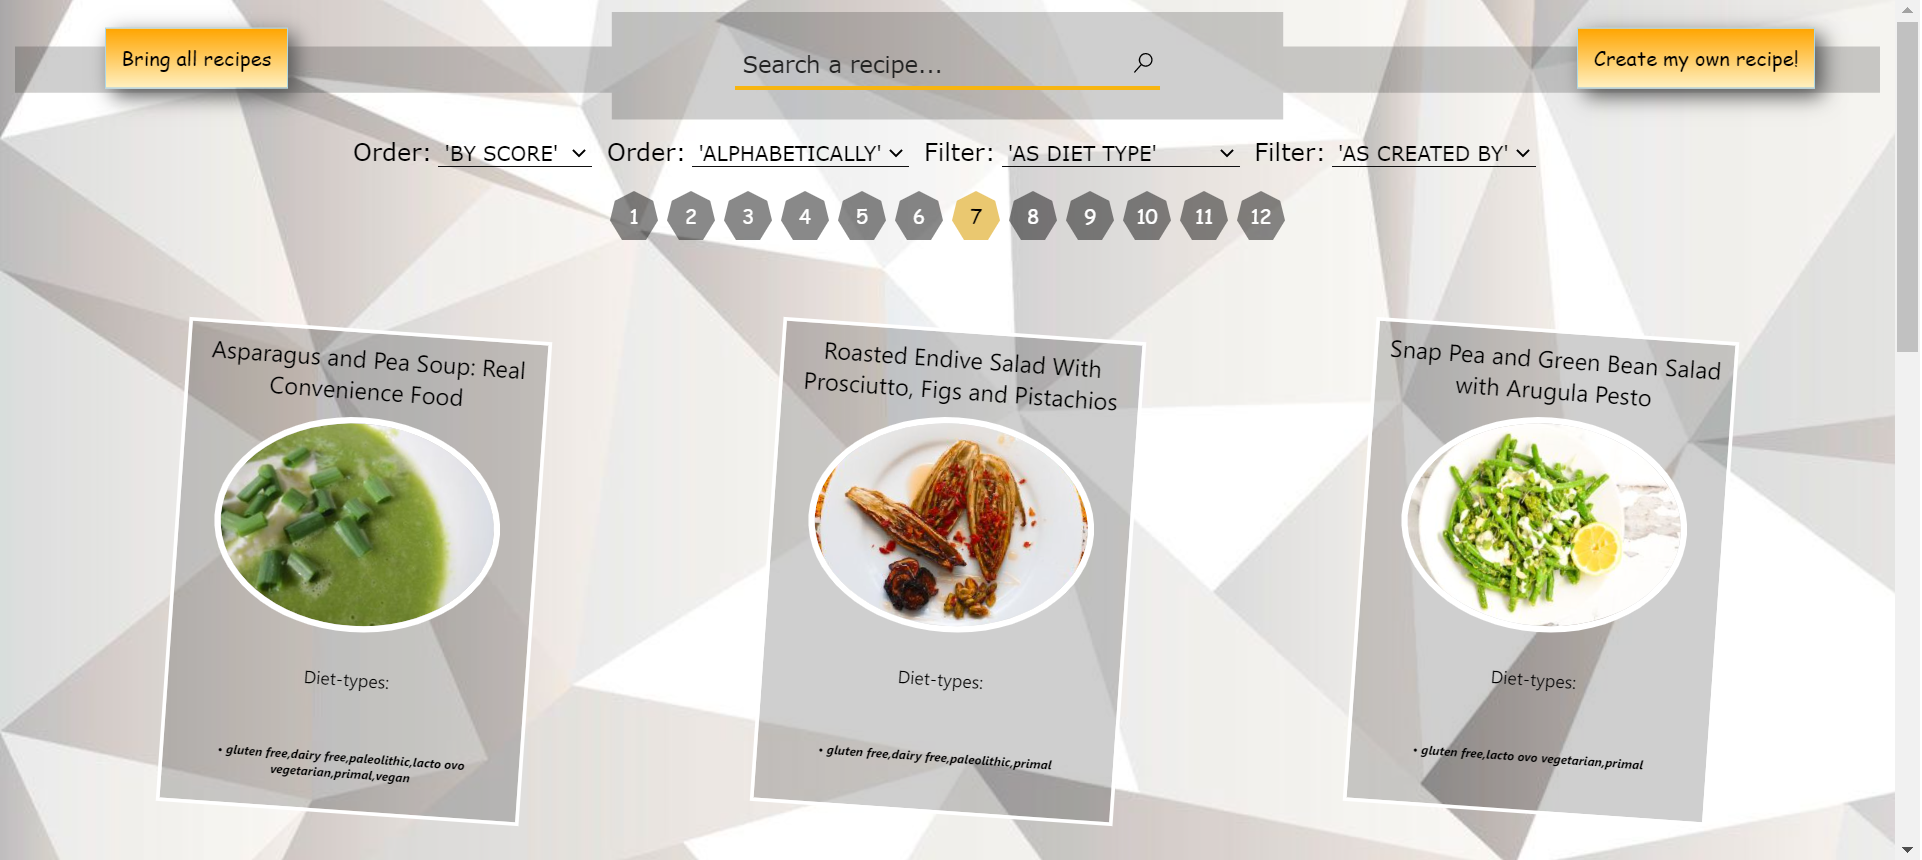 Bring all recipes
Search a recipe...
Create my own recipe!
Order: 'BY SCORE' Order: 'ALPHABETICALLY' Filter: 'AS DIET TYPE' Filter: 'AS CREATED BY'
1 2 3 4 5 6 7 8 9 10 11 12
Asparagus and Pea Soup: Real
Convenience Food
Diet-types:
• gluten free,dairy free,paleolithic,lacto ovo
vegetarian,primal,vegan
Roasted Endive Salad With
Prosciutto, Figs and Pistachios
Diet-types:
• gluten free,dairy free,paleolithic,primal
Snap Pea and Green Bean Salad
with Arugula Pesto
Diet-types:
• gluten free,lacto ovo vegetarian,primal